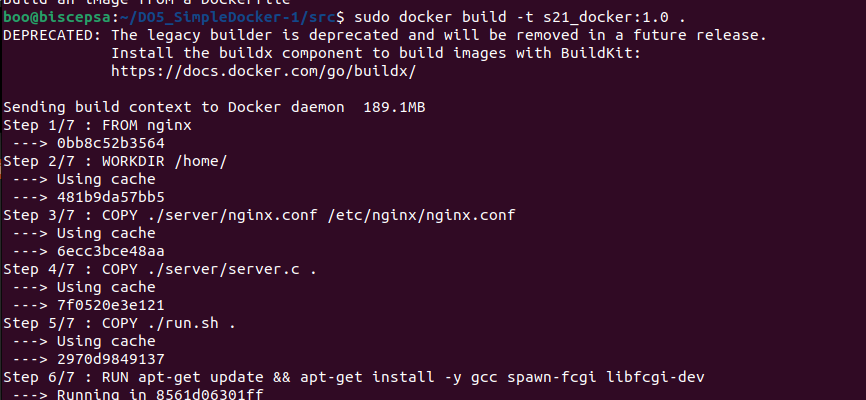 Build an image from a Dockerfile
boo@biscepsa:~/DO5_SimpleDocker-1/src$ sudo docker build -t s21_docker:1.0 .
DEPRECATED: The legacy builder is deprecated and will be removed in a future release.
            Install the buildx component to build images with BuildKit:
            https://docs.docker.com/go/buildx/

Sending build context to Docker daemon  189.1MB
Step 1/7 : FROM nginx
 ---> 0bb8c52b3564
Step 2/7 : WORKDIR /home/
 ---> Using cache
 ---> 481b9da57bb5
Step 3/7 : COPY ./server/nginx.conf /etc/nginx/nginx.conf
 ---> Using cache
 ---> 6ecc3bce48aa
Step 4/7 : COPY ./server/server.c .
 ---> Using cache
 ---> 7f0520e3e121
Step 5/7 : COPY ./run.sh .
 ---> Using cache
 ---> 2970d9849137
Step 6/7 : RUN apt-get update && apt-get install -y gcc spawn-fcgi libfcgi-dev
 ---> Running in 8561d06301ff